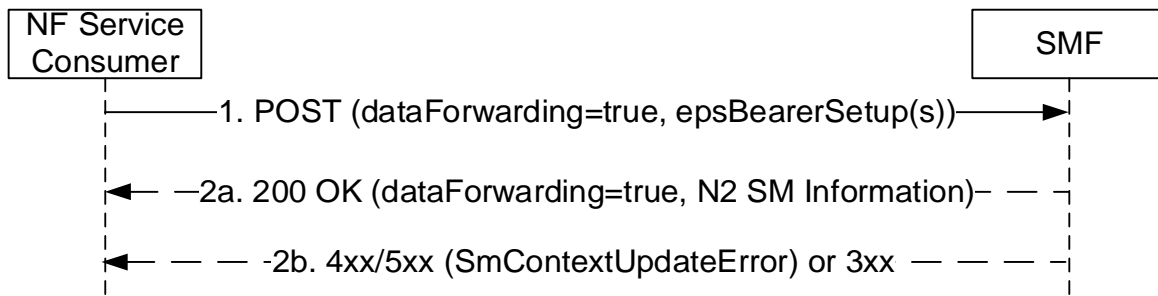 NF Service
Consumer
SMF
1. POST (dataForwarding=true, epsBearerSetup(s))
2a. 200 OK (dataForwarding=true, N2 SM Information)
2b. 4xx/5xx (SmContextUpdateError) or 3xx